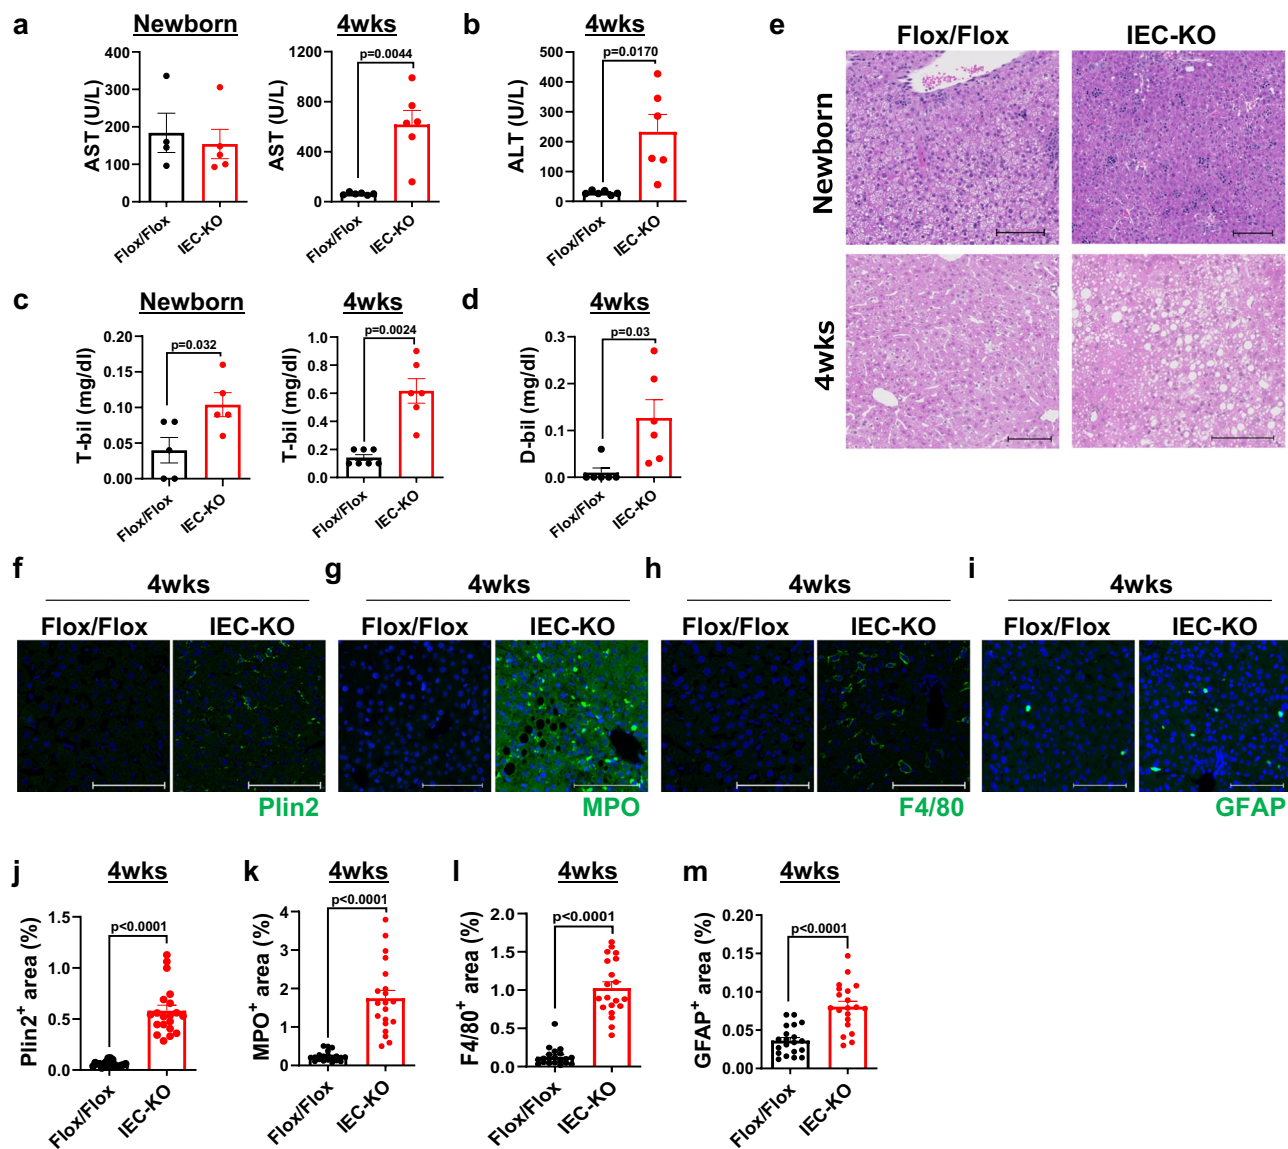 a
Newborn
4wks
AST (U/L)
400
300
200
100
0
Flox/Flox
IEC-KO
AST (U/L)
1200
800
400
0
p=0.0044
Flox/Flox
IEC-KO
b
4wks
ALT (U/L)
500
400
300
200
100
0
p=0.0170
Flox/Flox
IEC-KO
c
Newborn
4wks
T-bil (mg/dl)
0.20
0.15
0.10
0.05
0.00
p=0.032
Flox/Flox
IEC-KO
T-bil (mg/dl)
1.0
0.8
0.6
0.4
0.2
0.0
p=0.0024
Flox/Flox
IEC-KO
d
4wks
D-bil (mg/dl)
0.3
0.2
0.1
0.0
p=0.03
Flox/Flox
IEC-KO
e
Flox/Flox
IEC-KO
Newborn
4wks
f
4wks
Flox/Flox
IEC-KO
Plin2
g
4wks
Flox/Flox
IEC-KO
MPO
h
4wks
Flox/Flox
IEC-KO
F4/80
i
4wks
Flox/Flox
IEC-KO
GFAP
j
4wks
Plin2+ area (%)
1.5
1.0
0.5
0.0
p<0.0001
Flox/Flox
IEC-KO
k
4wks
MPO+ area (%)
4
3
2
1
0
p<0.0001
Flox/Flox
IEC-KO
l
4wks
F4/80+ area (%)
2.0
1.5
1.0
0.5
0.0
p<0.0001
Flox/Flox
IEC-KO
m
4wks
GFAP+ area (%)
0.20
0.15
0.10
0.05
0.00
p<0.0001
Flox/Flox
IEC-KO